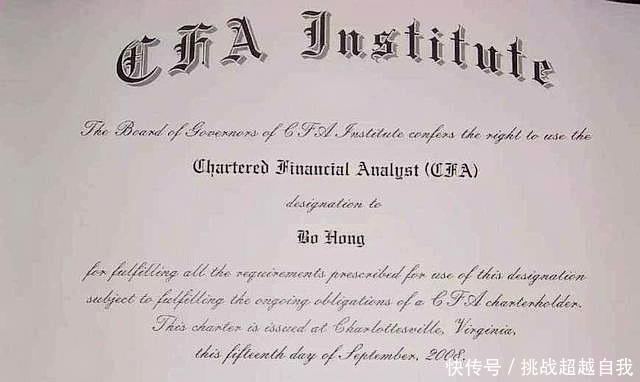 CFA Institute
The Board of Governors of CFA Institute confers the right to use the
Chartered Financial Analyst (CFA)
designation to
Bo Hong
for fulfilling all the requirements prescribed for use of this designation
subject to fulfilling the ongoing obligations of a CFA charterholder.
This charter is issued at Charlottesville, Virginia,
this fifteenth day of September, 2008.
快传号 / 挑战超越自我